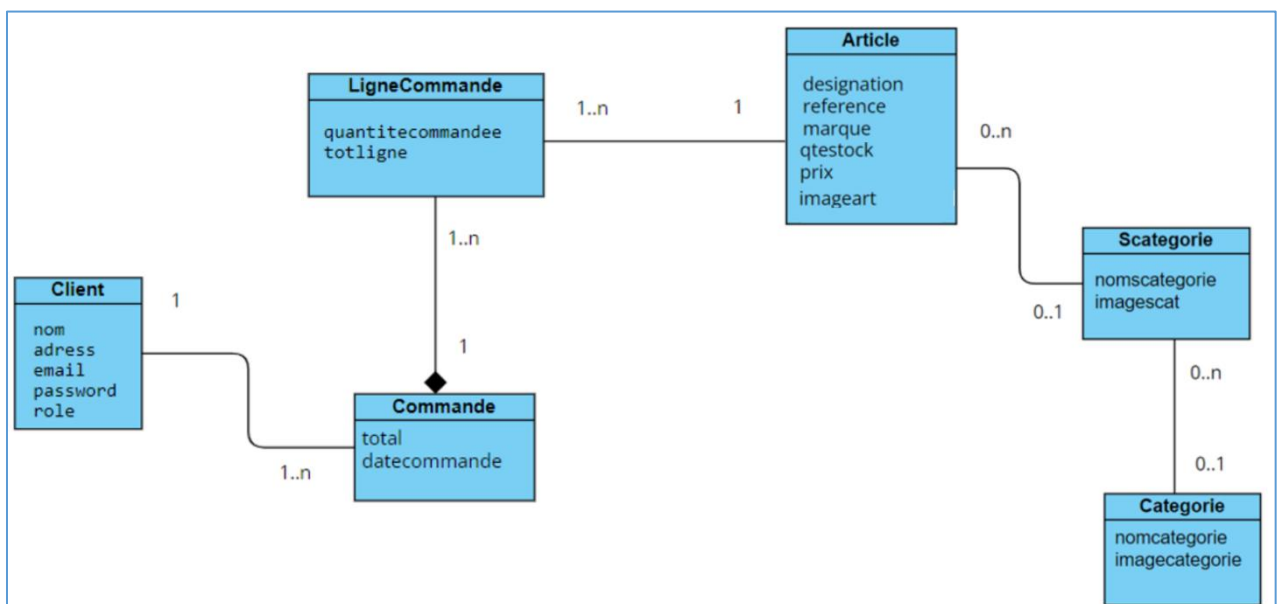 Article
designation
reference
marque
qtestock
prix
imageart
LigneCommande
quantitecommandee
totligne
1..n
1
0..n
1..n
Scategorie
nomscategorie
imagescat
0..1
Client
nom
adress
email
password
role
1
1
Commande
total
datecommande
1..n
0..n
0..1
Categorie
nomcategorie
imagecategorie